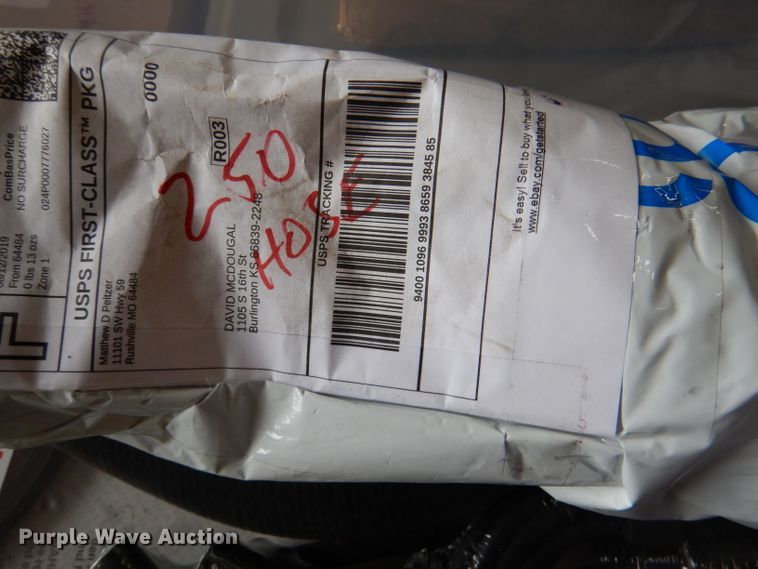 ComBasPrice
NO SURCHARGE
024P0007776027
/12/2019
From 64484
0 lbs 13 ozs
Zone 1
USPS FIRST-CLASS™ PKG
0000
Matthew D Peltzer
11101 SW Hwy 59
Rushville MO 64484
R003
DAVID MCDOUGAL
1105 S 16th St
Burlington KS 66839-2248
250
HOSE
USPS TRACKING #
9400 1096 9993 8659 3845 85
It's easy! Sell to buy what you
www.ebay.com/getstarted
Purple Wave Auction